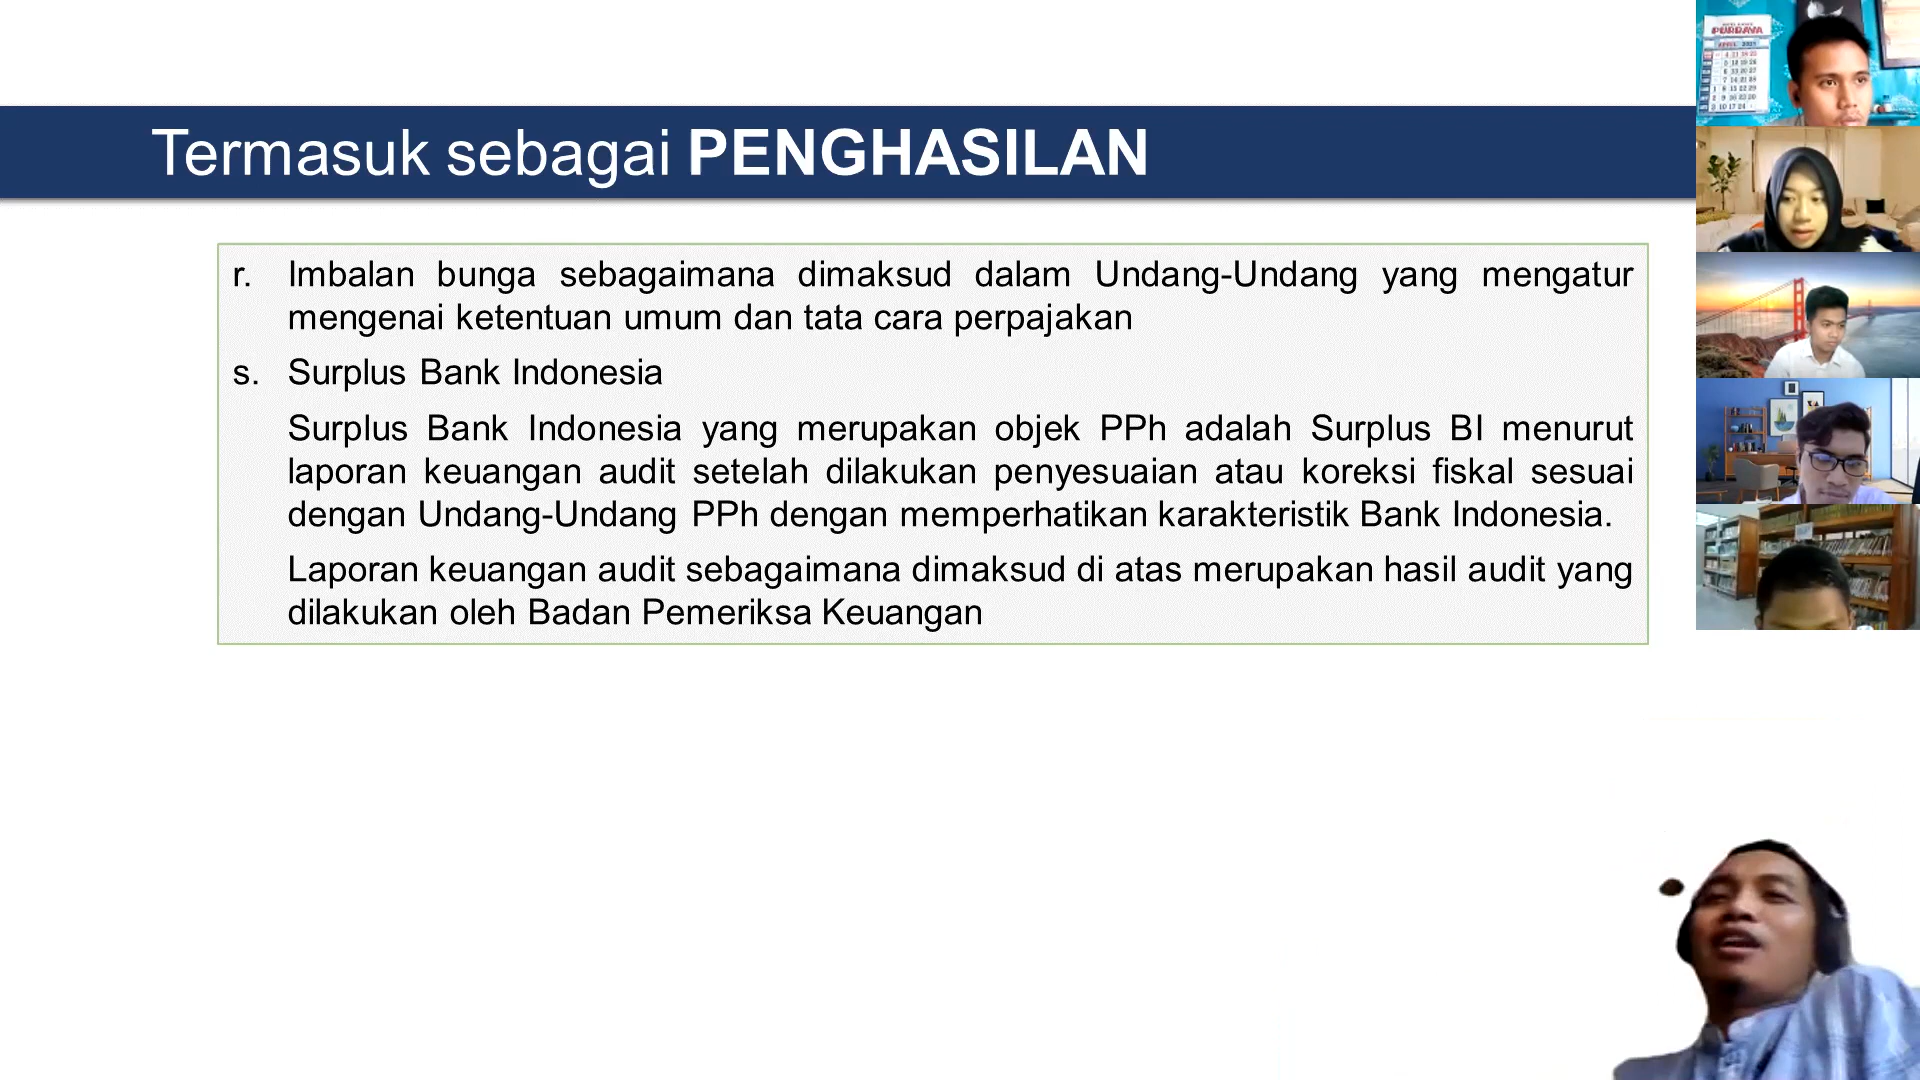 Termasuk sebagai PENGHASILAN
r. Imbalan bunga sebagaimana dimaksud dalam Undang-Undang yang mengatur
mengenai ketentuan umum dan tata cara perpajakan
s. Surplus Bank Indonesia
Surplus Bank Indonesia yang merupakan objek PPh adalah Surplus BI menurut
laporan keuangan audit setelah dilakukan penyesuaian atau koreksi fiskal sesuai
dengan Undang-Undang PPh dengan memperhatikan karakteristik Bank Indonesia.
Laporan keuangan audit sebagaimana dimaksud di atas merupakan hasil audit yang
dilakukan oleh Badan Pemeriksa Keuangan
PURBAYA
APRIL 2021